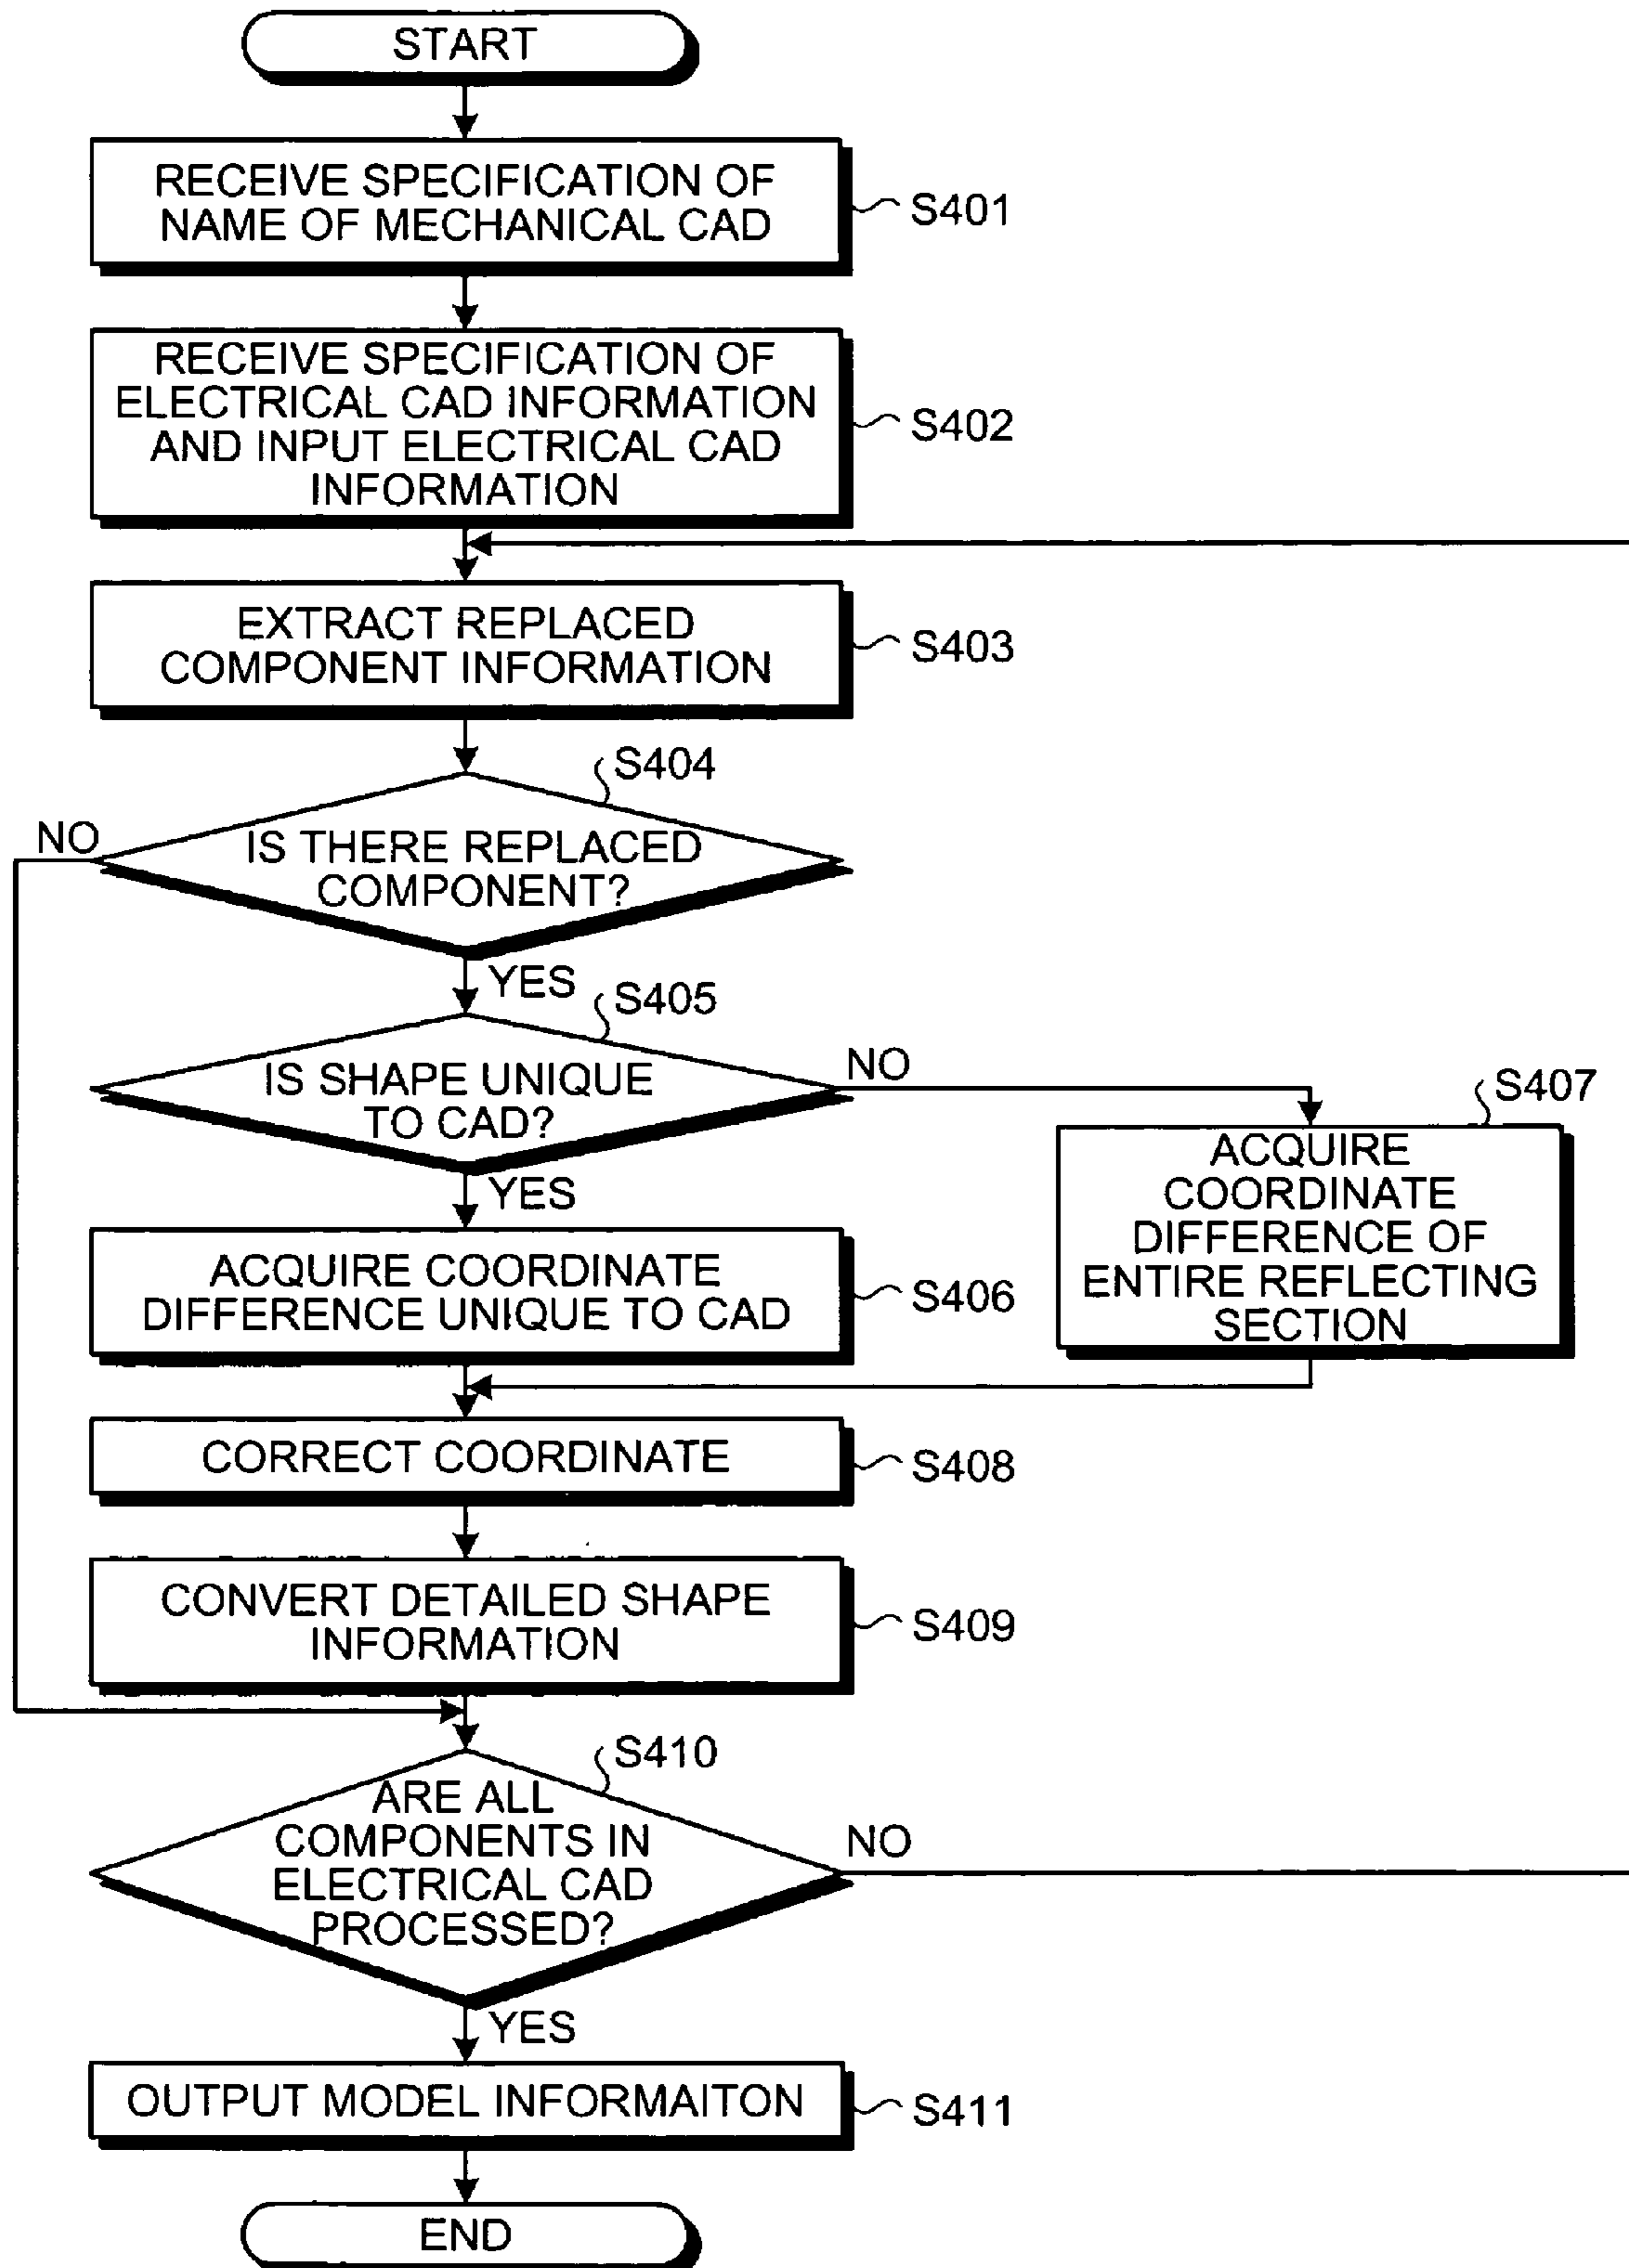 START
RECEIVE SPECIFICATION OF
NAME OF MECHANICAL CAD
S401
RECEIVE SPECIFICATION OF
ELECTRICAL CAD INFORMATION
AND INPUT ELECTRICAL CAD
INFORMATION
S402
EXTRACT REPLACED
COMPONENT INFORMATION
S403
S404
NO
IS THERE REPLACED
COMPONENT?
YES
S405
IS SHAPE UNIQUE
TO CAD?
NO
YES
S407
ACQUIRE
COORDINATE
DIFFERENCE OF
ENTIRE REFLECTING
SECTION
ACQUIRE COORDINATE
DIFFERENCE UNIQUE TO CAD
S406
CORRECT COORDINATE
S408
CONVERT DETAILED SHAPE
INFORMATION
S409
S410
ARE ALL
COMPONENTS IN
ELECTRICAL CAD
PROCESSED?
NO
YES
OUTPUT MODEL INFORMAITON
S411
END